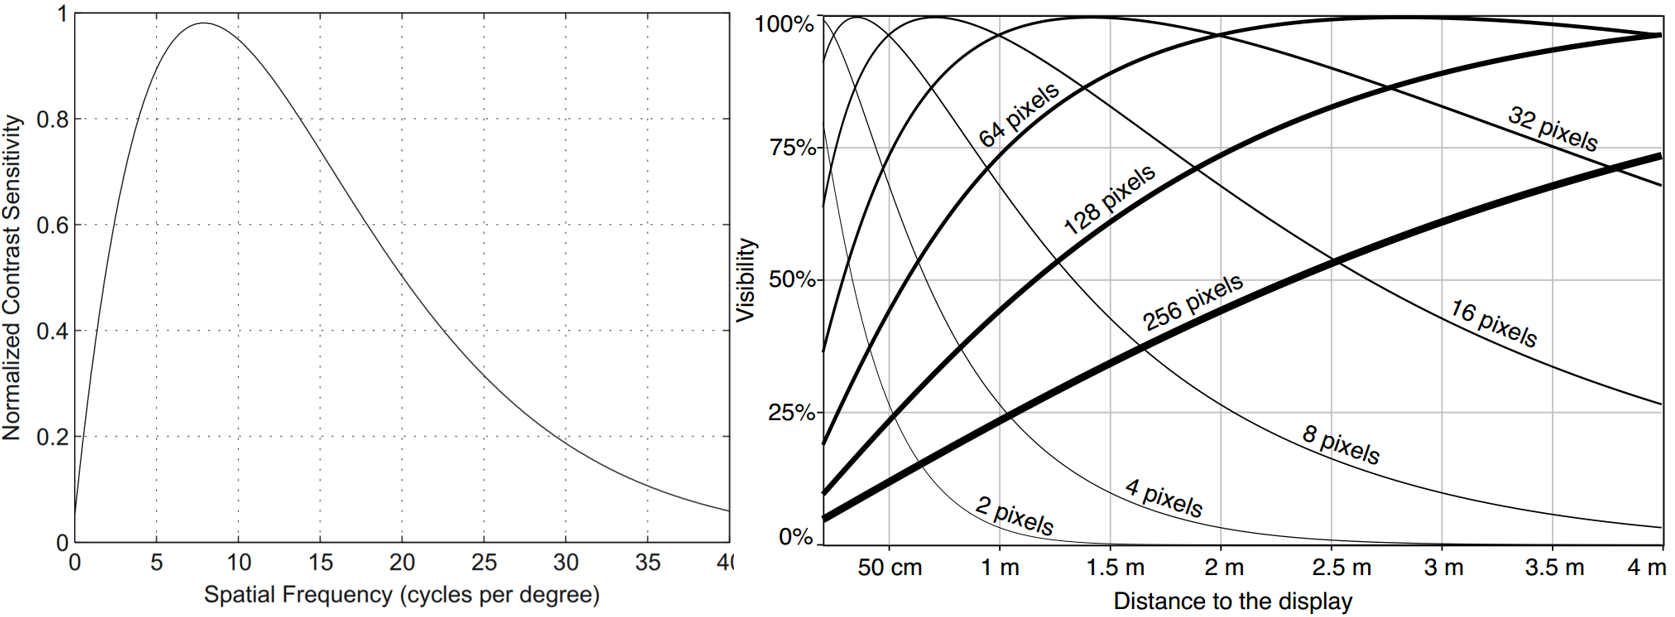 1
0.8
0.6
0.4
0.2
0
0 5 10 15 20 25 30 35 40
Normalized Contrast Sensitivity
Spatial Frequency (cycles per degree)
100%
75%
50%
25%
0%
Visibility
64 pixels
32 pixels
128 pixels
256 pixels
16 pixels
8 pixels
4 pixels
2 pixels
50 cm 1 m 1.5 m 2 m 2.5 m 3 m 3.5 m 4 m
Distance to the display